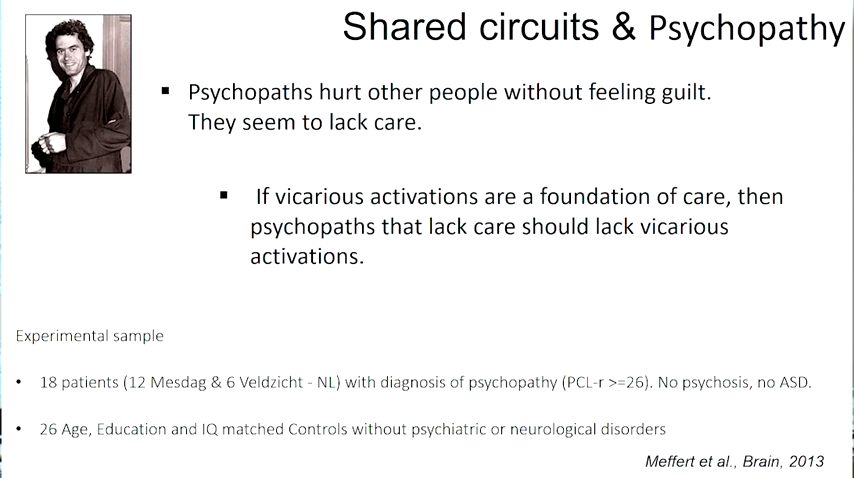 Shared circuits & Psychopathy
▪ Psychopaths hurt other people without feeling guilt.
They seem to lack care.
▪ If vicarious activations are a foundation of care, then
psychopaths that lack care should lack vicarious
activations.
Experimental sample
• 18 patients (12 Mesdag & 6 Veldzicht - NL) with diagnosis of psychopathy (PCL-r >=26). No psychosis, no ASD.
• 26 Age, Education and IQ matched Controls without psychiatric or neurological disorders
Meffert et al., Brain, 2013